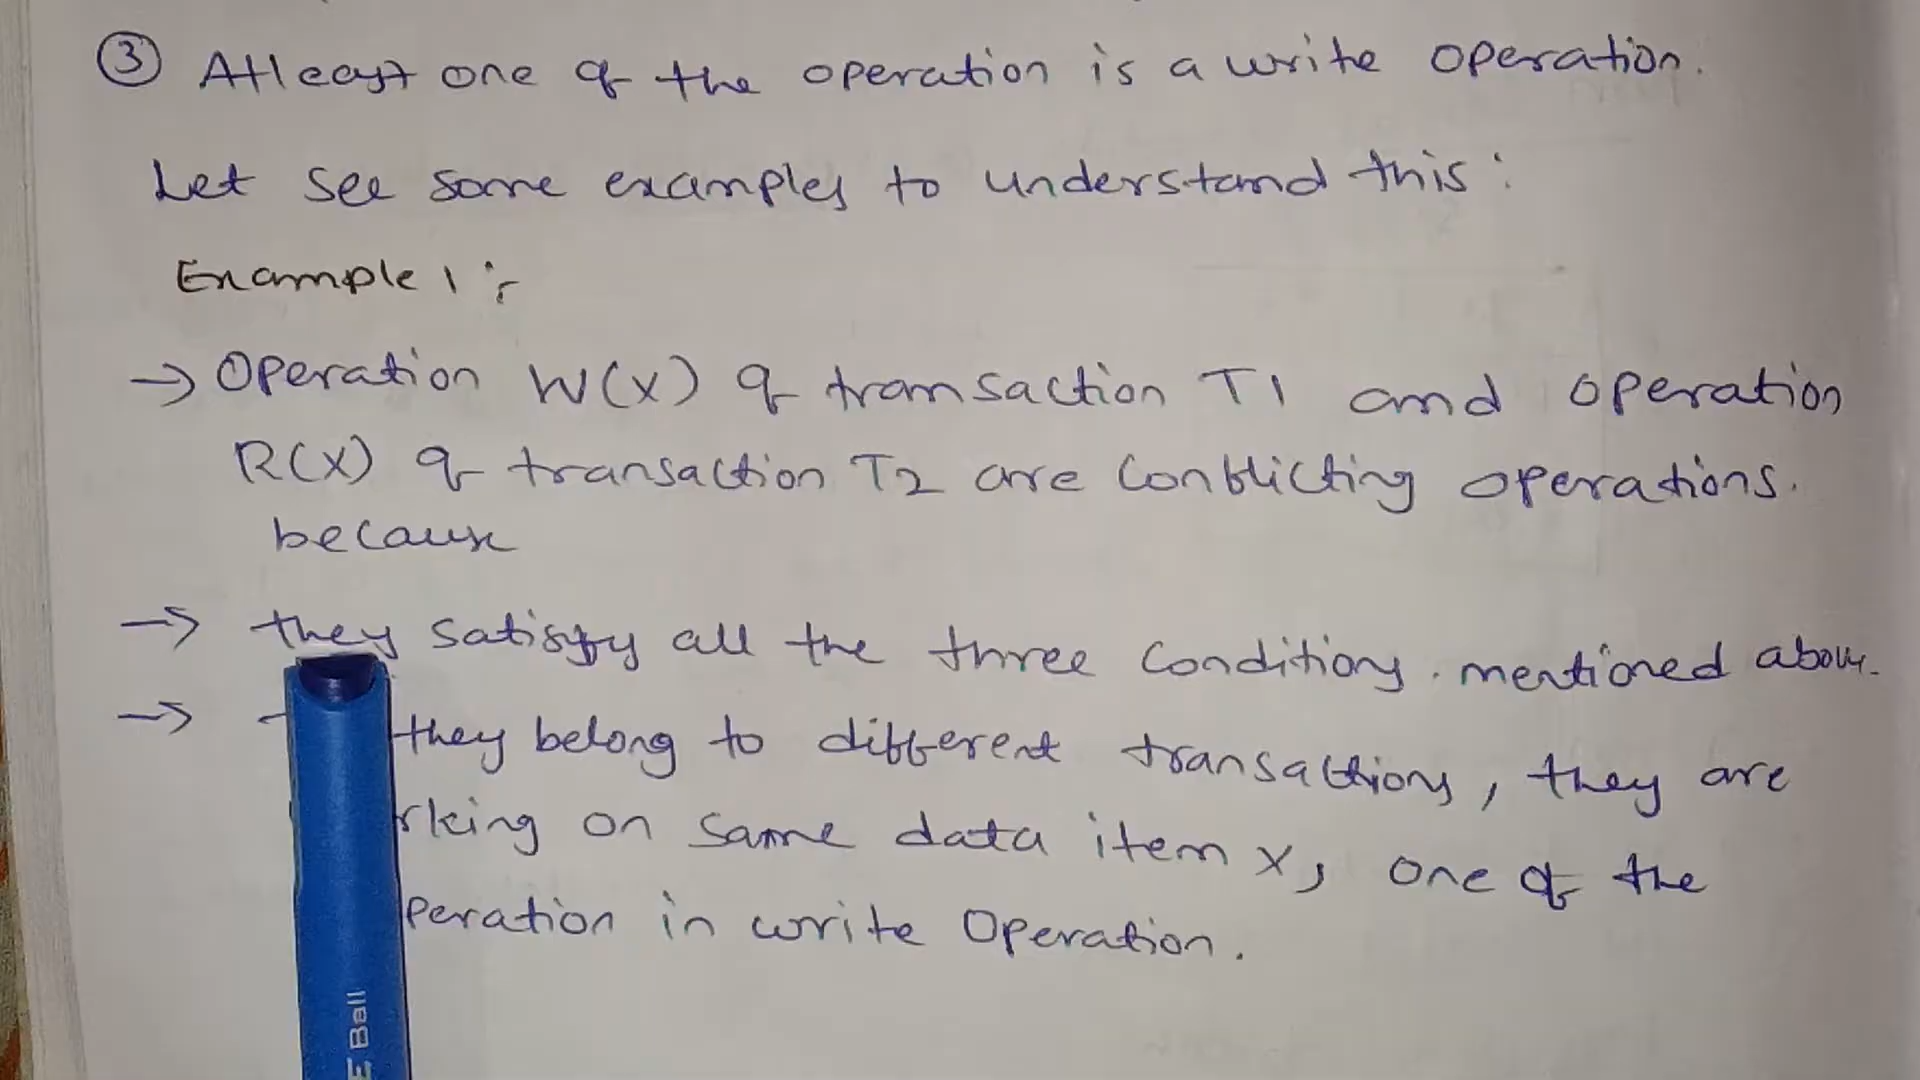 ③ Atleast one of the operation is a write operation.
Let see some examples to understand this:
Example 1 :-
→ Operation W(X) of transaction T1 and operation
R(X) of transaction T2 are conflicting operations.
because
→ they satisfy all the three conditions. mentioned above.
→ they belong to different transactions, they are
rking on same data item X, one of the
peration in write operation.
E Ball